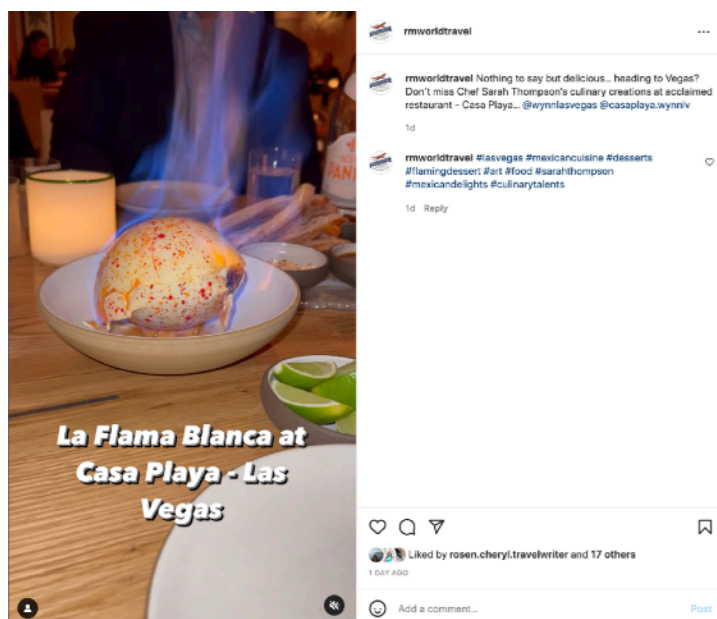 rmworldtravel
rmworldtravel Nothing to say but delicious... heading to Vegas?
Don't miss Chef Sarah Thompson's culinary creations at acclaimed
restaurant - Casa Playa... @wynnlasvegas @casaplaya.wynnlv
1d
rmworldtravel #lasvegas #mexicancuisine #desserts
#flamingdessert #art #food #sarahthompson
#mexicandelights #culinarytalents
1d Reply
PANN
La Flama Blanca at
Casa Playa - Las
Vegas
Liked by rosen.cheryl.travelwriter and 17 others
1 DAY AGO
Add a comment...
Post